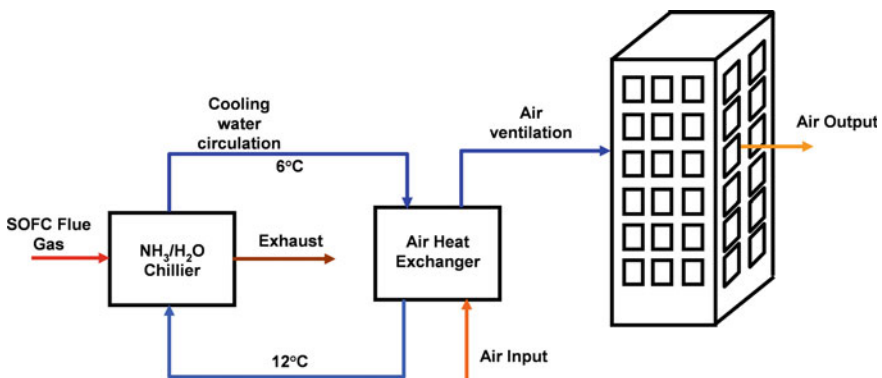 Cooling
water
circulation
6°C
Air
ventilation
Air Output
SOFC Flue
Gas
NH₃/H₂O
Chillier
Exhaust
Air Heat
Exchanger
12°C
Air Input